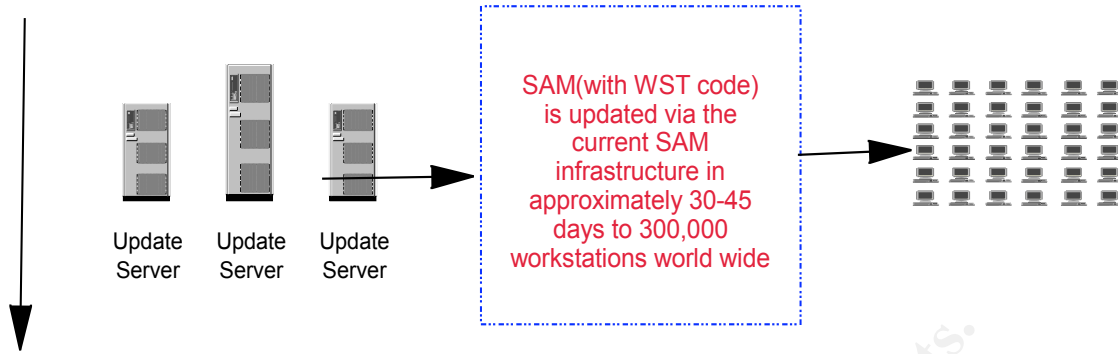 SAM(with WST code)
is updated via the
current SAM
infrastructure in
approximately 30-45
days to 300,000
workstations world wide
Update
Server
Update
Server
Update
Server